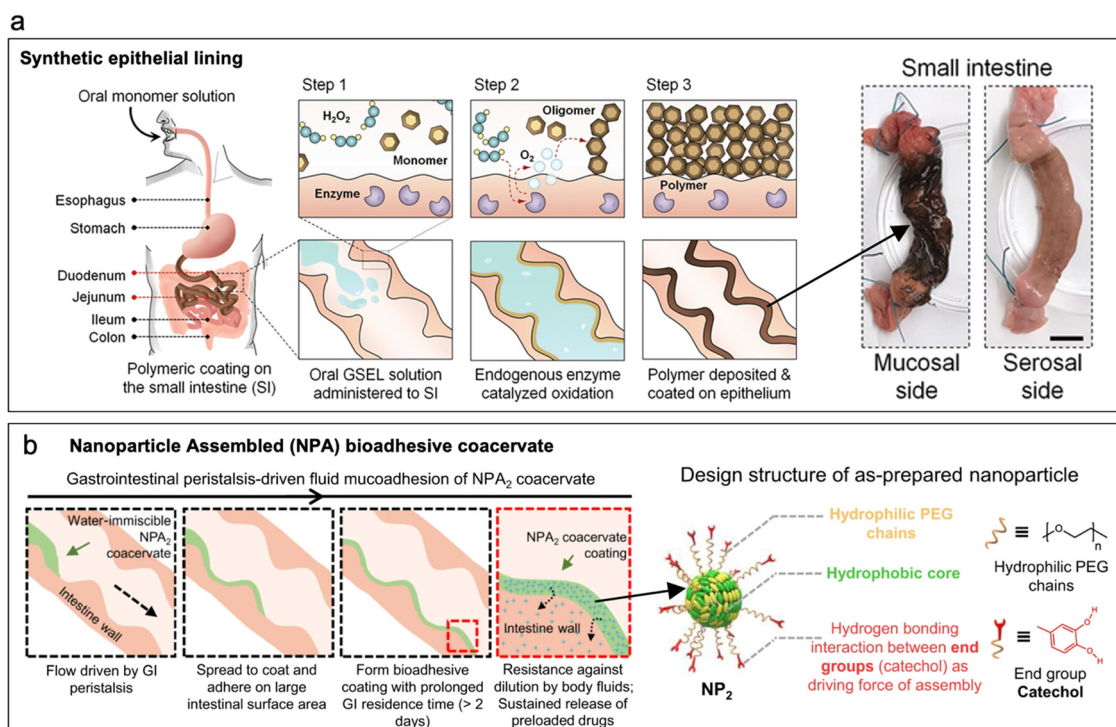 a
Synthetic epithelial lining
Oral monomer solution
Esophagus
Stomach
Duodenum
Jejunum
Ileum
Colon
Polymeric coating on
the small intestine (SI)
Step 1
H₂O₂
Monomer
Enzyme
Oral GSEL solution
administered to SI
Step 2
Oligomer
O₂
Endogenous enzyme
catalyzed oxidation
Step 3
Polymer
Polymer deposited &
coated on epithelium
Small intestine
Mucosal
side
Serosal
side
b
Nanoparticle Assembled (NPA) bioadhesive coacervate
Gastrointestinal peristalsis-driven fluid mucoadhesion of NPA₂ coacervate
Water-immiscible
NPA₂
coacervate
Intestine wall
Flow driven by GI
peristalsis
Spread to coat and
adhere on large
intestinal surface area
Form bioadhesive
coating with prolonged
GI residence time (> 2
days)
NPA₂ coacervate
coating
Intestine wall
Resistance against
dilution by body fluids;
Sustained release of
preloaded drugs
Design structure of as-prepared nanoparticle
NP₂
Hydrophilic PEG
chains
Hydrophobic core
Hydrogen bonding
interaction between end
groups (catechol) as
driving force of assembly
≡
O
n
Hydrophilic PEG
chains
≡
O
H
O
H
End group
Catechol